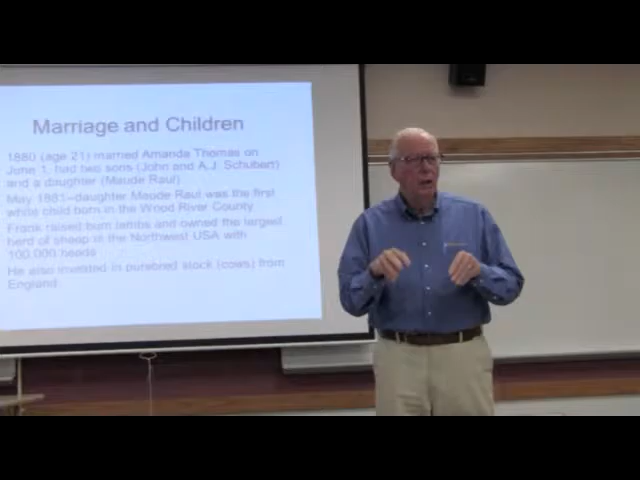 Marriage and Children
1880 (age 21) married Amanda Thomas on
June 1, had two sons (John and A.J. Schubert)
and a daughter (Maude Raul)
May 1881–daughter Maude Raul was the first
white child born in the Wood River County
Frank raised bum lambs and owned the largest
herd of sheep in the Northwest USA with
100,000 heads
He also invested in purebred stock (cows) from
England